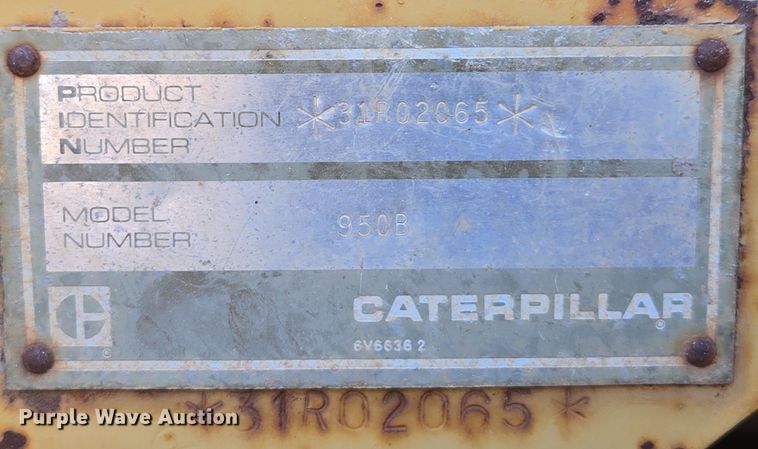 PRODUCT
IDENTIFICATION
NUMBER
*31R02065*
MODEL
NUMBER
950B
CATERPILLAR®
6V6636 2
*31R02065*
Purple Wave Auction